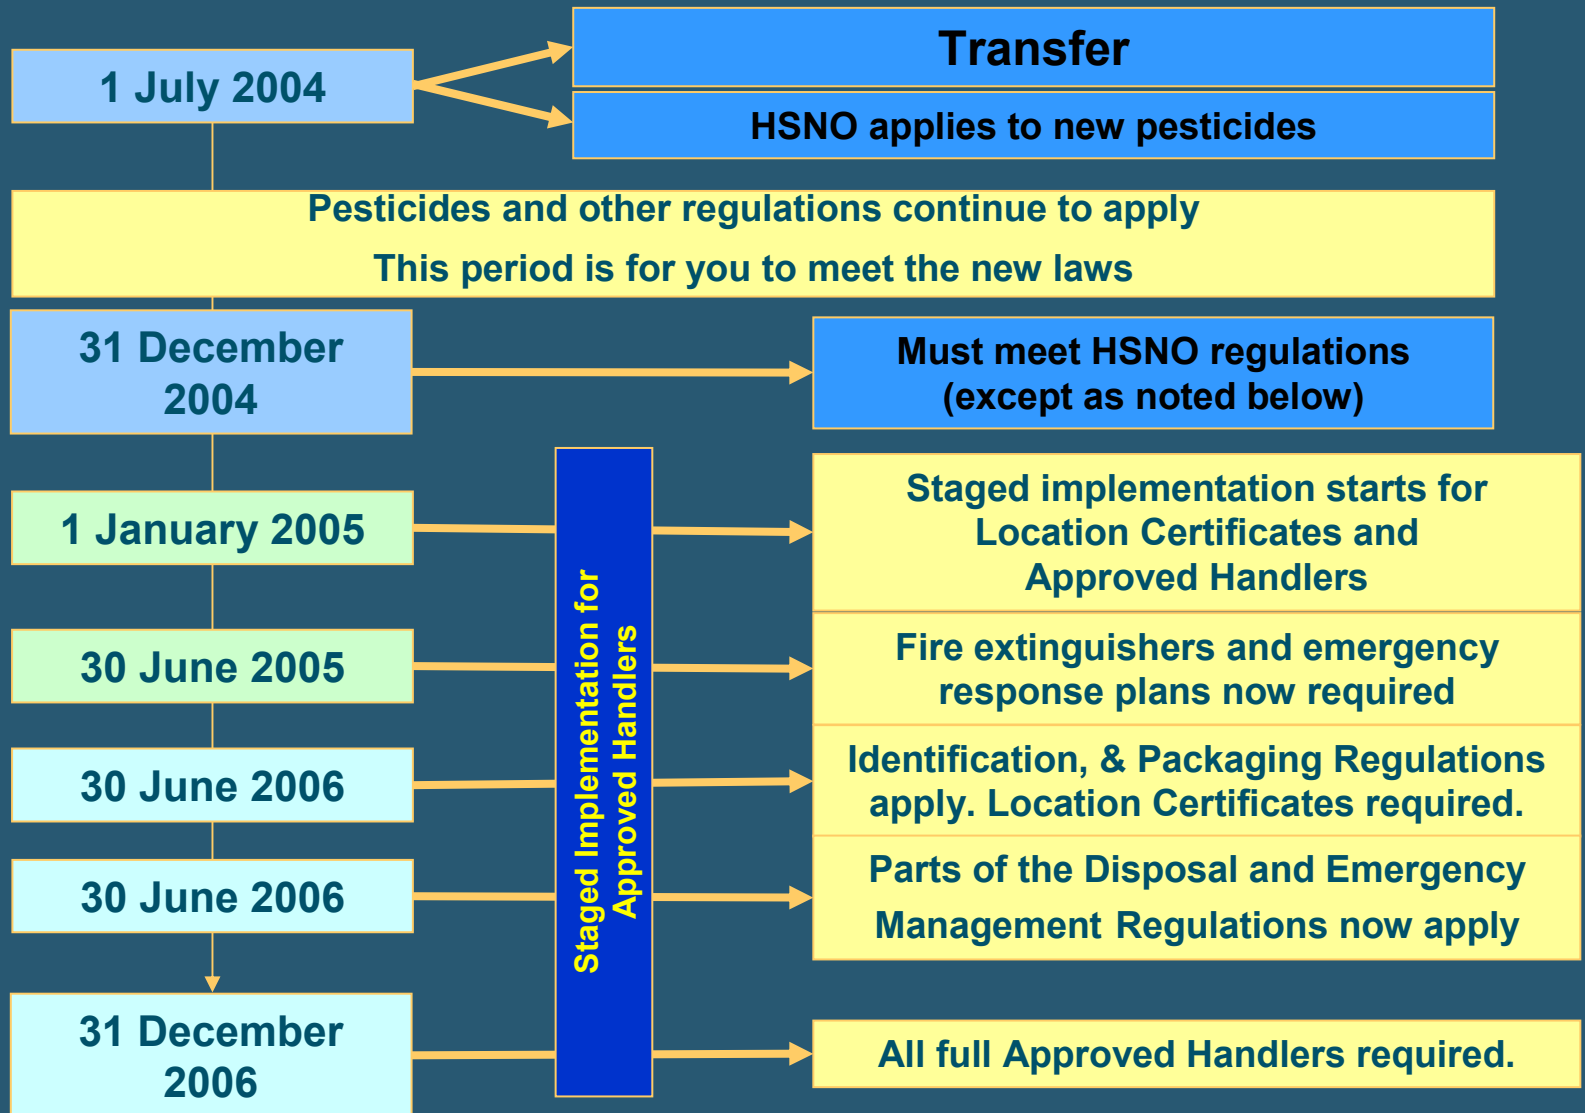 1 July 2004
Transfer
HSNO applies to new pesticides
Pesticides and other regulations continue to apply
This period is for you to meet the new laws
31 December
2004
Must meet HSNO regulations
(except as noted below)
Staged Implementation for
Approved Handlers
1 January 2005
Staged implementation starts for
Location Certificates and
Approved Handlers
30 June 2005
Fire extinguishers and emergency
response plans now required
30 June 2006
Identification, & Packaging Regulations
apply. Location Certificates required.
30 June 2006
Parts of the Disposal and Emergency
Management Regulations now apply
31 December
2006
All full Approved Handlers required.